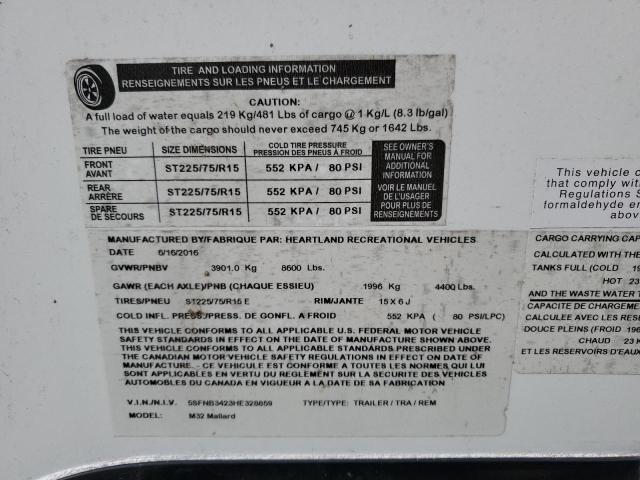 TIRE AND LOADING INFORMATION
RENSEIGNEMENTS SUR LES PNEUS ET LE CHARGEMENT
CAUTION:
A full load of water equals 219 Kg/481 Lbs of cargo @ 1 Kg/L (8.3 lb/gal)
The weight of the cargo should never exceed 745 Kg or 1642 Lbs.
TIRE PNEU SIZE DIMENSIONS COLD TIRE PRESSURE
PRESSION DES PNEUS À FROID
SEE OWNER'S
MANUAL FOR
ADDITIONAL
INFORMATION
VOIR LE MANUEL
DE L'USAGER
POUR PLUS DE
RENSEIGNEMENTS
FRONT
AVANT
ST225/75/R15 552 KPA / 80 PSI
REAR
ARRÈRE
ST225/75/R15 552 KPA / 80 PSI
SPARE
DE SECOURS
ST225/75/R15 552 KPA / 80 PSI
MANUFACTURED BY/FABRIQUE PAR: HEARTLAND RECREATIONAL VEHICLES
DATE: 6/16/2016
GVWR/PNBV 3901.0 Kg 8600 Lbs.
GAWR (EACH AXLE)/PNB (CHAQUE ESSIEU) 1996 Kg 4400 Lbs.
TIRES/PNEU ST225/75/R15 E RIM/JANTE 15 X 6 J
COLD INFL. PRESS./PRESS. DE GONFL. A FROID 552 KPA ( 80 PSI/LPC)
THIS VEHICLE CONFORMS TO ALL APPLICABLE U.S. FEDERAL MOTOR VEHICLE
SAFETY STANDARDS IN EFFECT ON THE DATE OF MANUFACTURE SHOWN ABOVE.
THIS VEHICLE CONFORMS TO ALL APPLICABLE STANDARDS PRESCRIBED UNDER
THE CANADIAN MOTOR VEHICLE SAFETY REGULATIONS IN EFFECT ON THE DATE OF
MANUFACTURE. - CE VEHICULE EST CONFORME A TOUTES LES NORMES QUI LUI SONT
APPLICABLES EN VERTU DU REGLEMENT SUR LA SECURITE DES VEHICLES
AUTOMOBILES DU CANADA EN VIGUEUR A LA DATE DE SA FABRICATION
V.I.N./N.I.V. 5SFNB3423HE328859 TYPE/TYPE: TRAILER / TRA / REM
MODEL: M32 Mallard
This vehicle c
that comply with
Regulations S
formaldehyde em
abov
CARGO CARRYING CAP
CALCULATED WITH THE
TANKS FULL (COLD 19
HOT 23
AND THE WASTE WATER T
CAPACITE DE CHARGEMEN
CALCULEE AVEC LES RESE
DOUCE PLEINS (FROID 196
CHAUD 23 K
ET LES RESERVOIRS D'EAUX